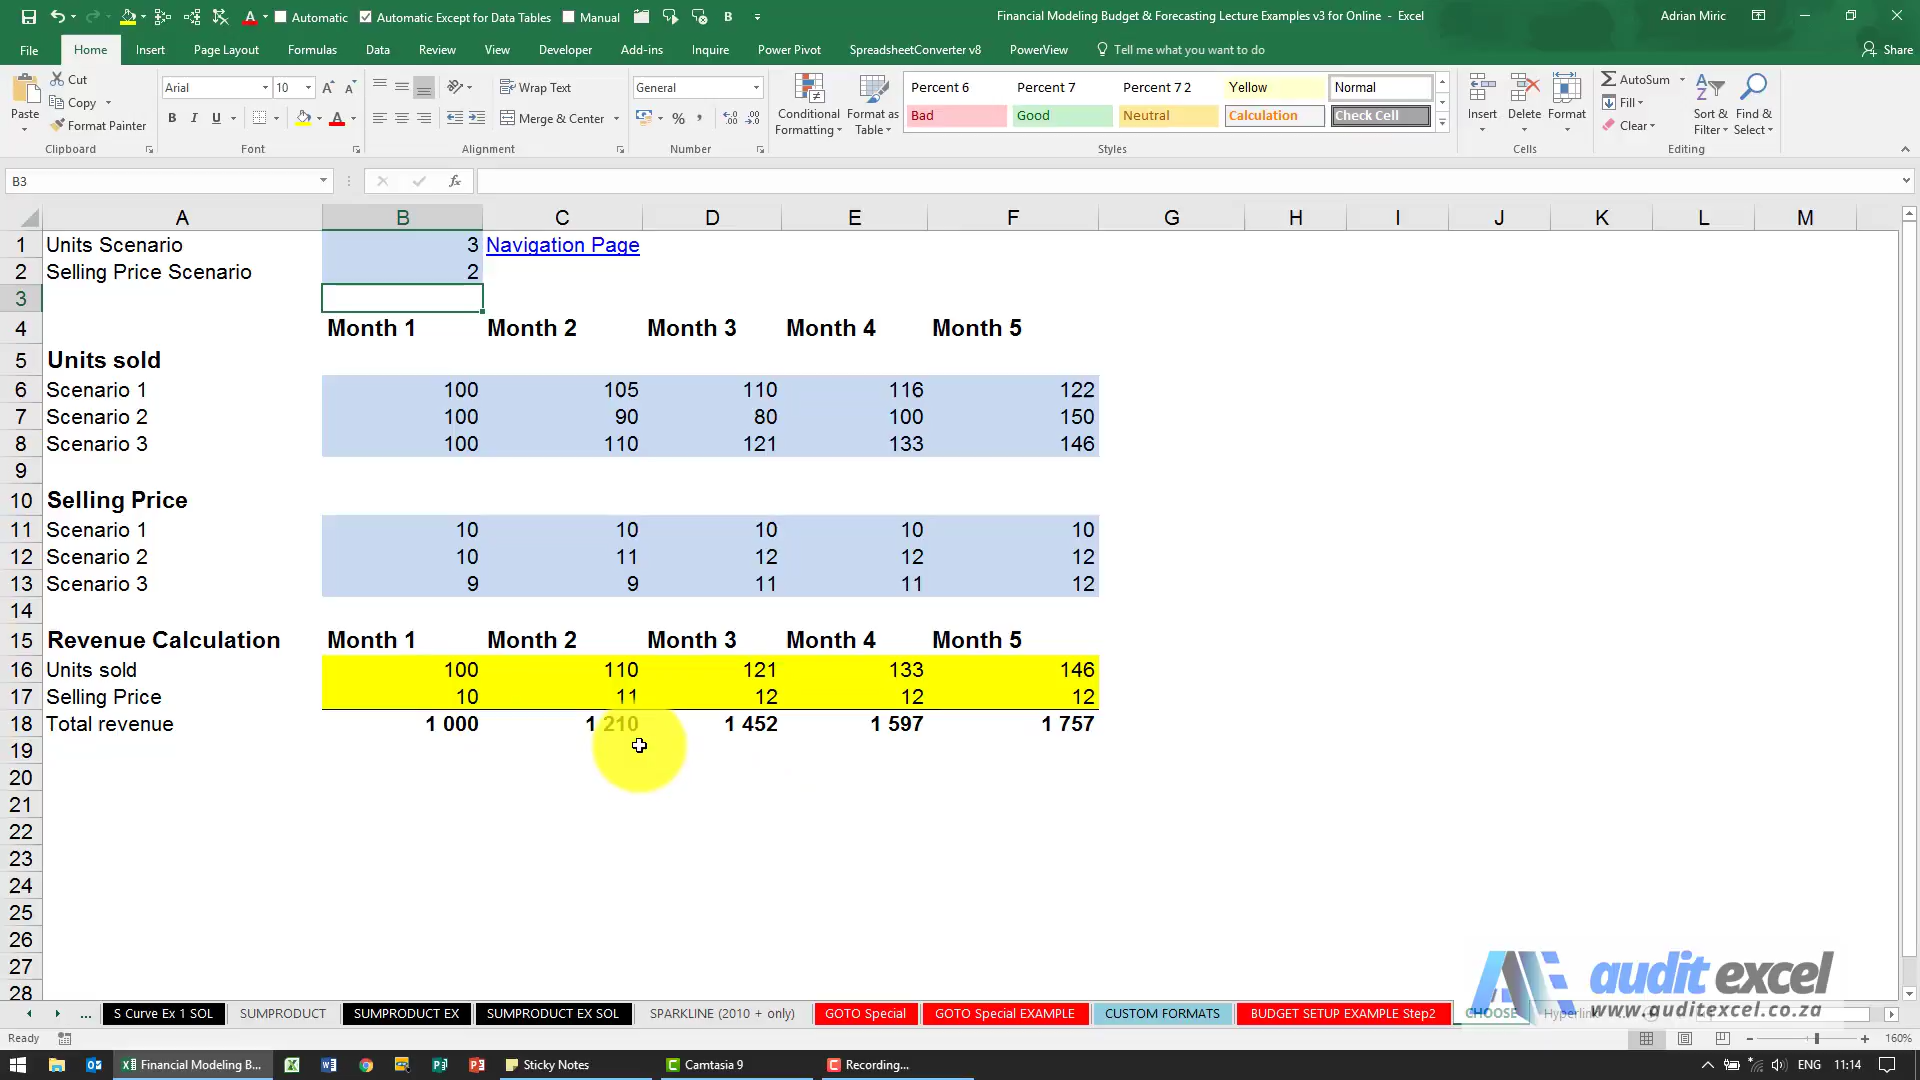 Automatic Automatic Except for Data Tables Manual B Financial Modeling Budget & Forecasting Lecture Examples v3 for Online - Excel Adrian Miric
File Home Insert Page Layout Formulas Data Review View Developer Add-ins Inquire Power Pivot SpreadsheetConverter v8 PowerView Tell me what you want to do Share
Paste Cut Copy Format Painter Clipboard
Arial 10 B I U Font
Wrap Text Merge & Center Alignment
General % Number
Conditional Formatting Format as Table
Percent 6 Percent 7 Percent 7 2 Yellow Normal
Bad Good Neutral Calculation Check Cell
Styles
Insert Delete Format Cells
AutoSum Fill Clear Sort & Filter Find & Select Editing
B3 fx
A B C D E F G H I J K L M
1 Units Scenario 3 Navigation Page
2 Selling Price Scenario 2
3
4 Month 1 Month 2 Month 3 Month 4 Month 5
5 Units sold
6 Scenario 1 100 105 110 116 122
7 Scenario 2 100 90 80 100 150
8 Scenario 3 100 110 121 133 146
9
10 Selling Price
11 Scenario 1 10 10 10 10 10
12 Scenario 2 10 11 12 12 12
13 Scenario 3 9 9 11 11 12
14
15 Revenue Calculation Month 1 Month 2 Month 3 Month 4 Month 5
16 Units sold 100 110 121 133 146
17 Selling Price 10 11 12 12 12
18 Total revenue 1 000 1 210 1 452 1 597 1 757
19
20
21
22
23
24
25
26
27
28
audit excel
www.auditexcel.co.za
... S Curve Ex 1 SOL SUMPRODUCT SUMPRODUCT EX SUMPRODUCT EX SOL SPARKLINE (2010 + only) GOTO Special GOTO Special EXAMPLE CUSTOM FORMATS BUDGET SETUP EXAMPLE Step2 CHOOSE
Ready 160%
Financial Modeling B... Sticky Notes Camtasia 9 Recording... ENG 11:14